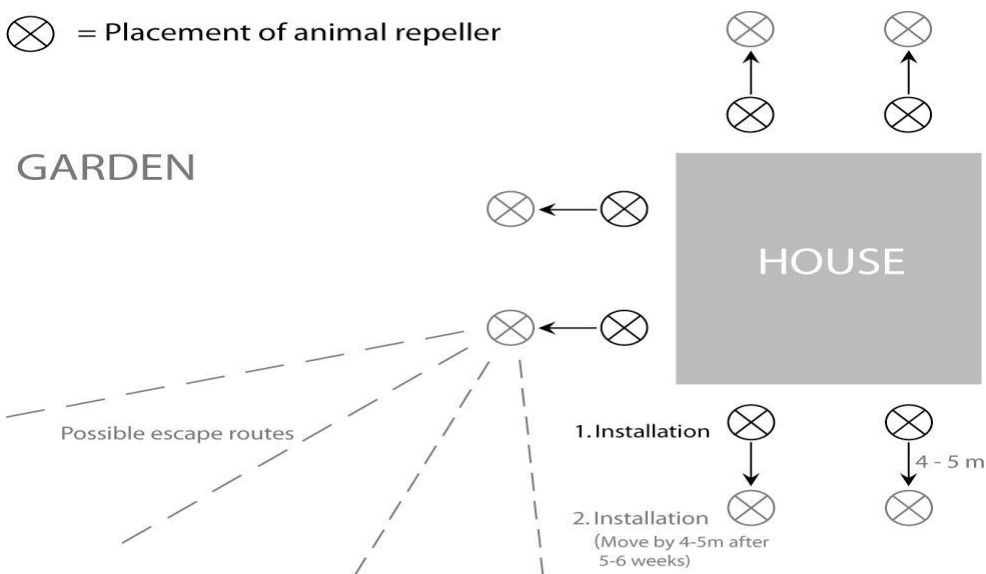 = Placement of animal repeller
GARDEN
HOUSE
Possible escape routes
1. Installation
4 - 5 m
2. Installation
(Move by 4-5m after
5-6 weeks)